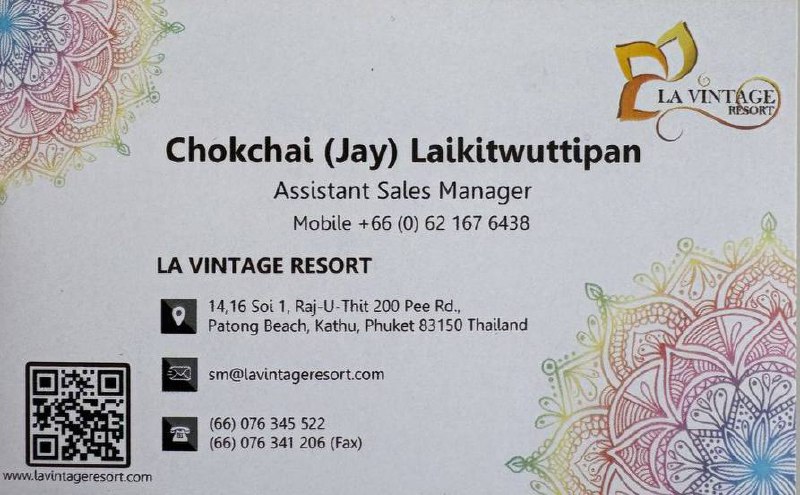 LA VINTAGE
RESORT
Chokchai (Jay) Laikitwuttipan
Assistant Sales Manager
Mobile +66 (0) 62 167 6438
LA VINTAGE RESORT
14,16 Soi 1, Raj-U-Thit 200 Pee Rd.,
Patong Beach, Kathu, Phuket 83150 Thailand
sm@lavintageresort.com
(66) 076 345 522
(66) 076 341 206 (Fax)
www.lavintageresort.com